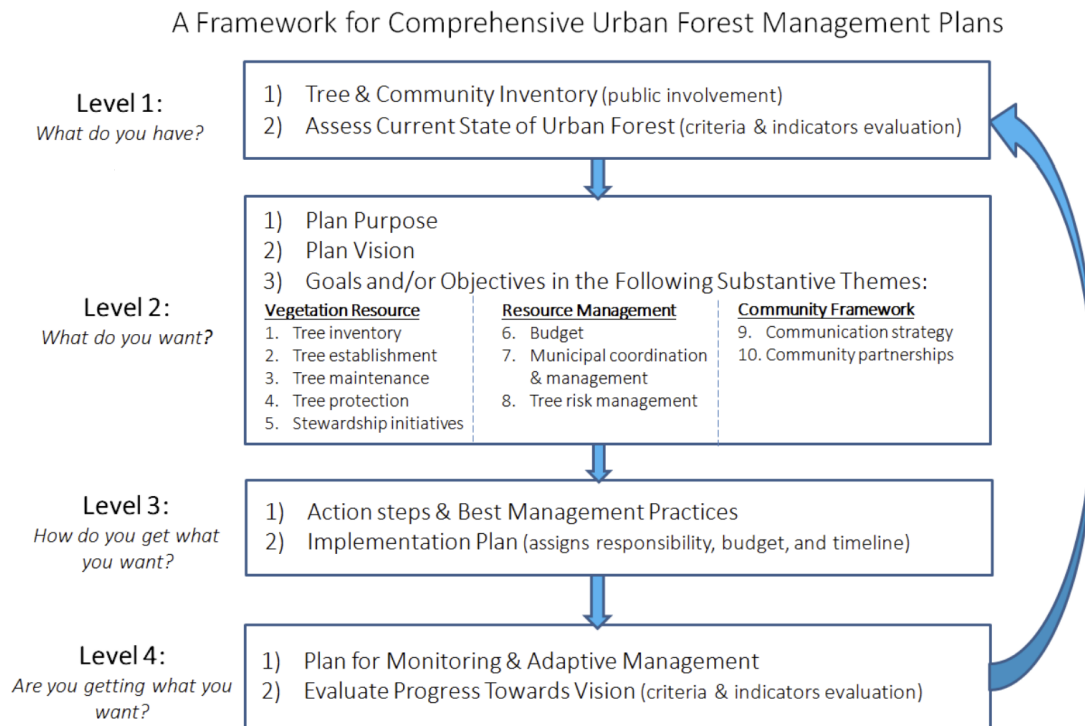 A Framework for Comprehensive Urban Forest Management Plans
Level 1:
What do you have?
1) Tree & Community Inventory (public involvement)
2) Assess Current State of Urban Forest (criteria & indicators evaluation)
Level 2:
What do you want?
1) Plan Purpose
2) Plan Vision
3) Goals and/or Objectives in the Following Substantive Themes:
Vegetation Resource
1. Tree inventory
2. Tree establishment
3. Tree maintenance
4. Tree protection
5. Stewardship initiatives
Resource Management
6. Budget
7. Municipal coordination
& management
8. Tree risk management
Community Framework
9. Communication strategy
10. Community partnerships
Level 3:
How do you get what
you want?
1) Action steps & Best Management Practices
2) Implementation Plan (assigns responsibility, budget, and timeline)
Level 4:
Are you getting what you
want?
1) Plan for Monitoring & Adaptive Management
2) Evaluate Progress Towards Vision (criteria & indicators evaluation)